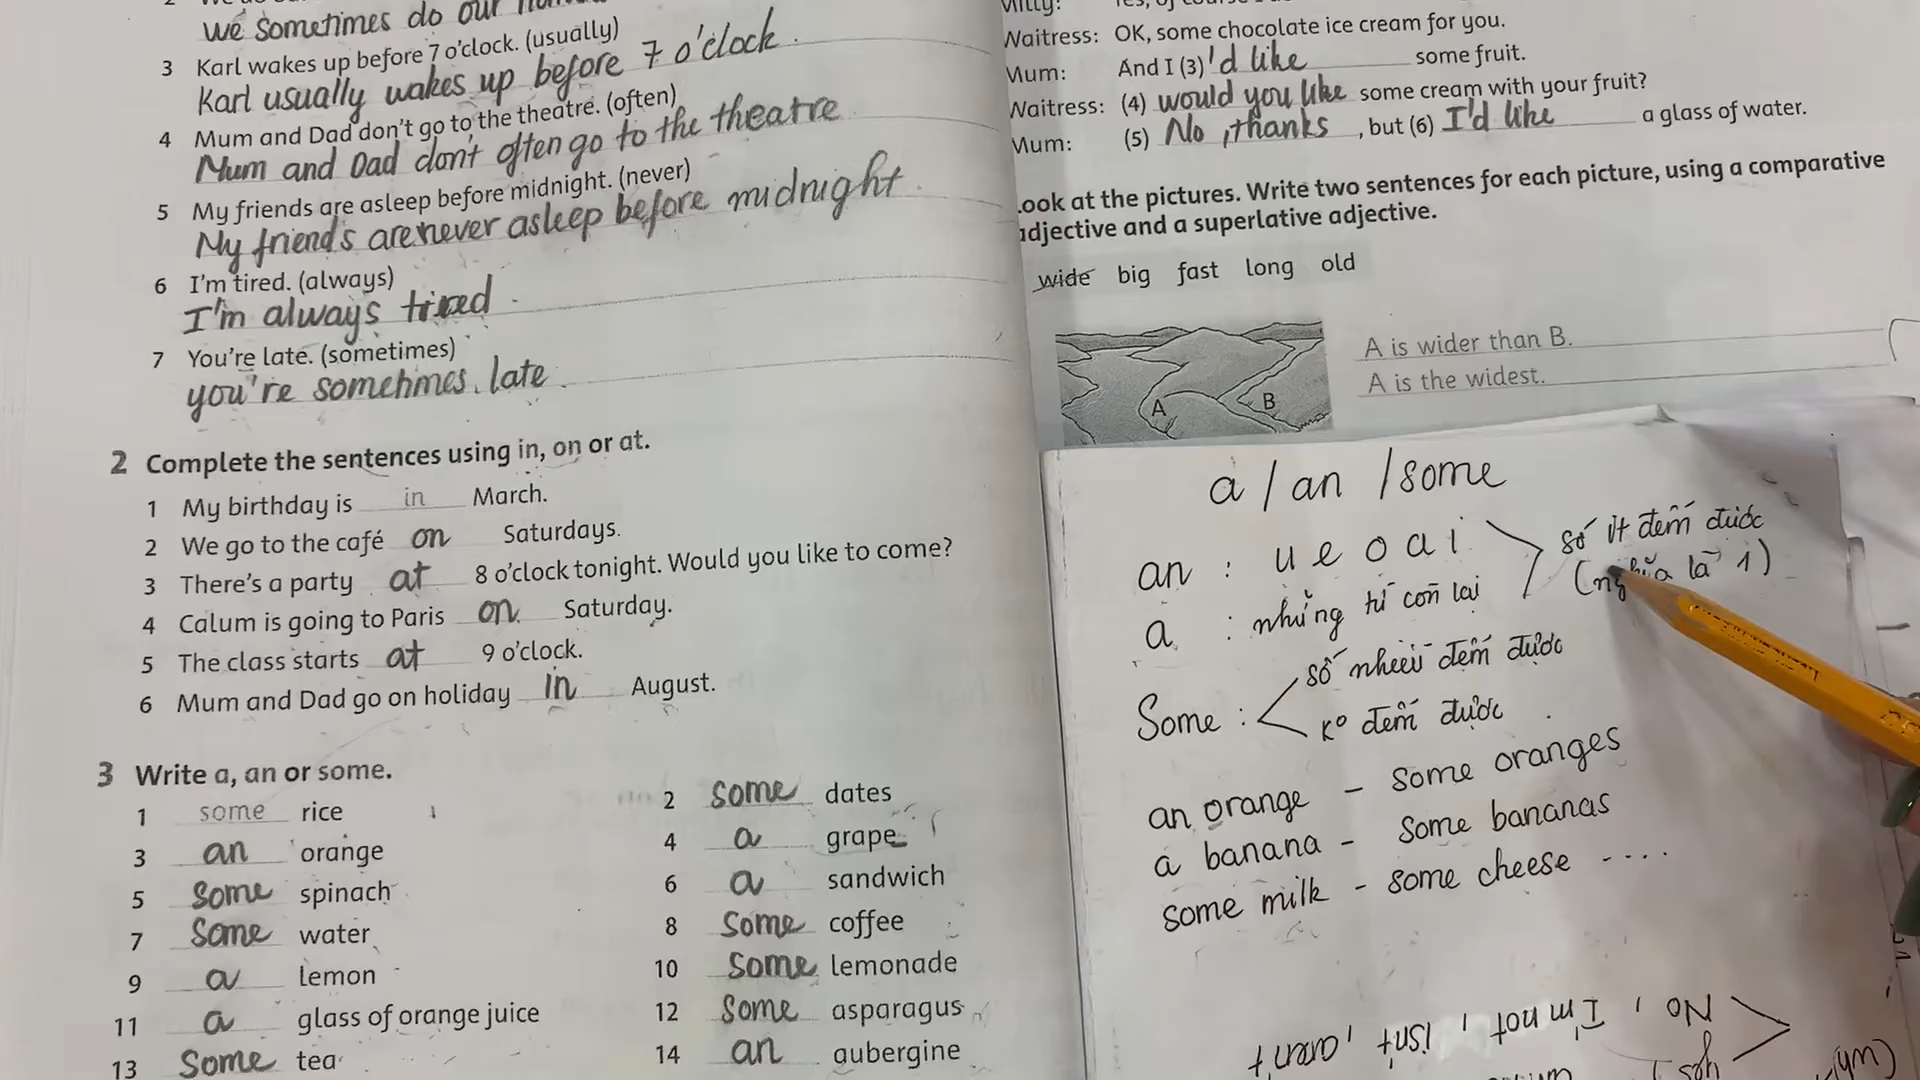 We sometimes do our
3 Karl wakes up before 7 o'clock. (usually)
Karl usually wakes up before 7 o'clock.
4 Mum and Dad don't go to the theatre. (often)
Mum and Dad don't often go to the theatre
5 My friends are asleep before midnight. (never)
My friends are never asleep before midnight.
6 I'm tired. (always)
I'm always tired.
7 You're late. (sometimes)
you're sometimes late.
2 Complete the sentences using in, on or at.
1 My birthday is in March.
2 We go to the café on Saturdays.
3 There's a party at 8 o'clock tonight. Would you like to come?
4 Calum is going to Paris on Saturday.
5 The class starts at 9 o'clock.
6 Mum and Dad go on holiday in August.
3 Write a, an or some.
1 some rice
2 some dates
3 an orange
4 a grape
5 some spinach
6 a sandwich
7 some water
8 some coffee
9 a lemon
10 some lemonade
11 a glass of orange juice
12 some asparagus
13 some tea
14 an aubergine
Waitress: OK, some chocolate ice cream for you.
Mum: And I (3) 'd like some fruit.
Waitress: (4) would you like some cream with your fruit?
Mum: (5) No, thanks, but (6) I'd like a glass of water.
ook at the pictures. Write two sentences for each picture, using a comparative
djective and a superlative adjective.
wide big fast long old
A is wider than B.
A is the widest.
A B
a / an / some
an : u e o a i
số ít đếm được
(nghĩa là 1)
a : những từ còn lại
Some : số nhiều đếm được
Ko đếm được
an orange - some oranges
a banana - some bananas
some milk - some cheese ....
No, I'm not, isn't, aren't